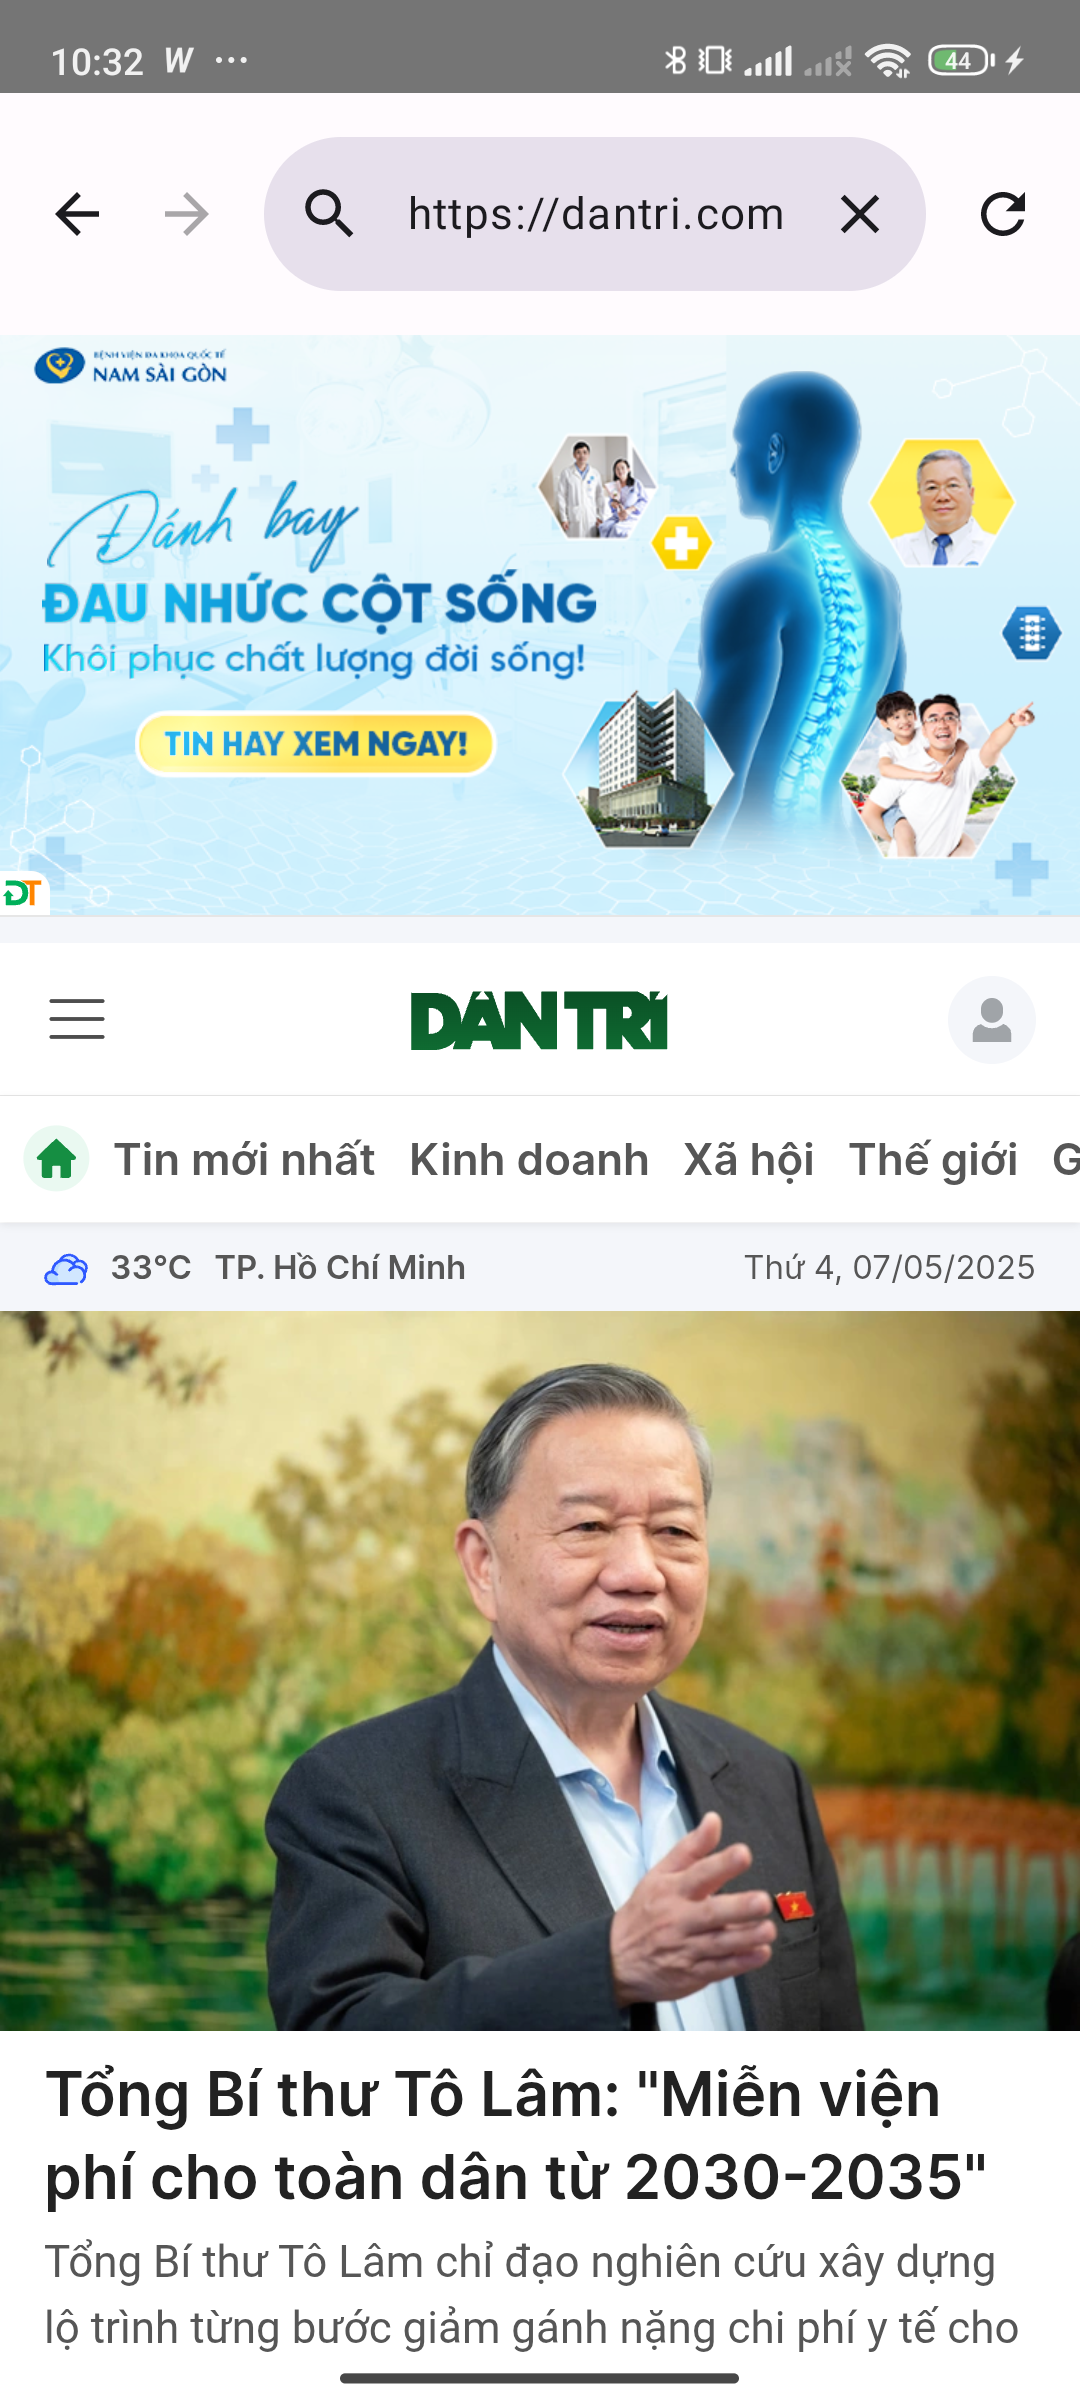 10:32 W ...
44
https://dantri.com
BỆNH VIỆN ĐA KHOA QUỐC TẾ
NAM SÀI GÒN
Đánh bay
ĐAU NHỨC CỘT SỐNG
Khôi phục chất lượng đời sống!
TIN HAY XEM NGAY!
DT
DÂN TRÍ
Tin mới nhất Kinh doanh Xã hội Thế giới G
33°C TP. Hồ Chí Minh Thứ 4, 07/05/2025
Tổng Bí thư Tô Lâm: "Miễn viện
phí cho toàn dân từ 2030-2035"
Tổng Bí thư Tô Lâm chỉ đạo nghiên cứu xây dựng
lộ trình từng bước giảm gánh nặng chi phí y tế cho